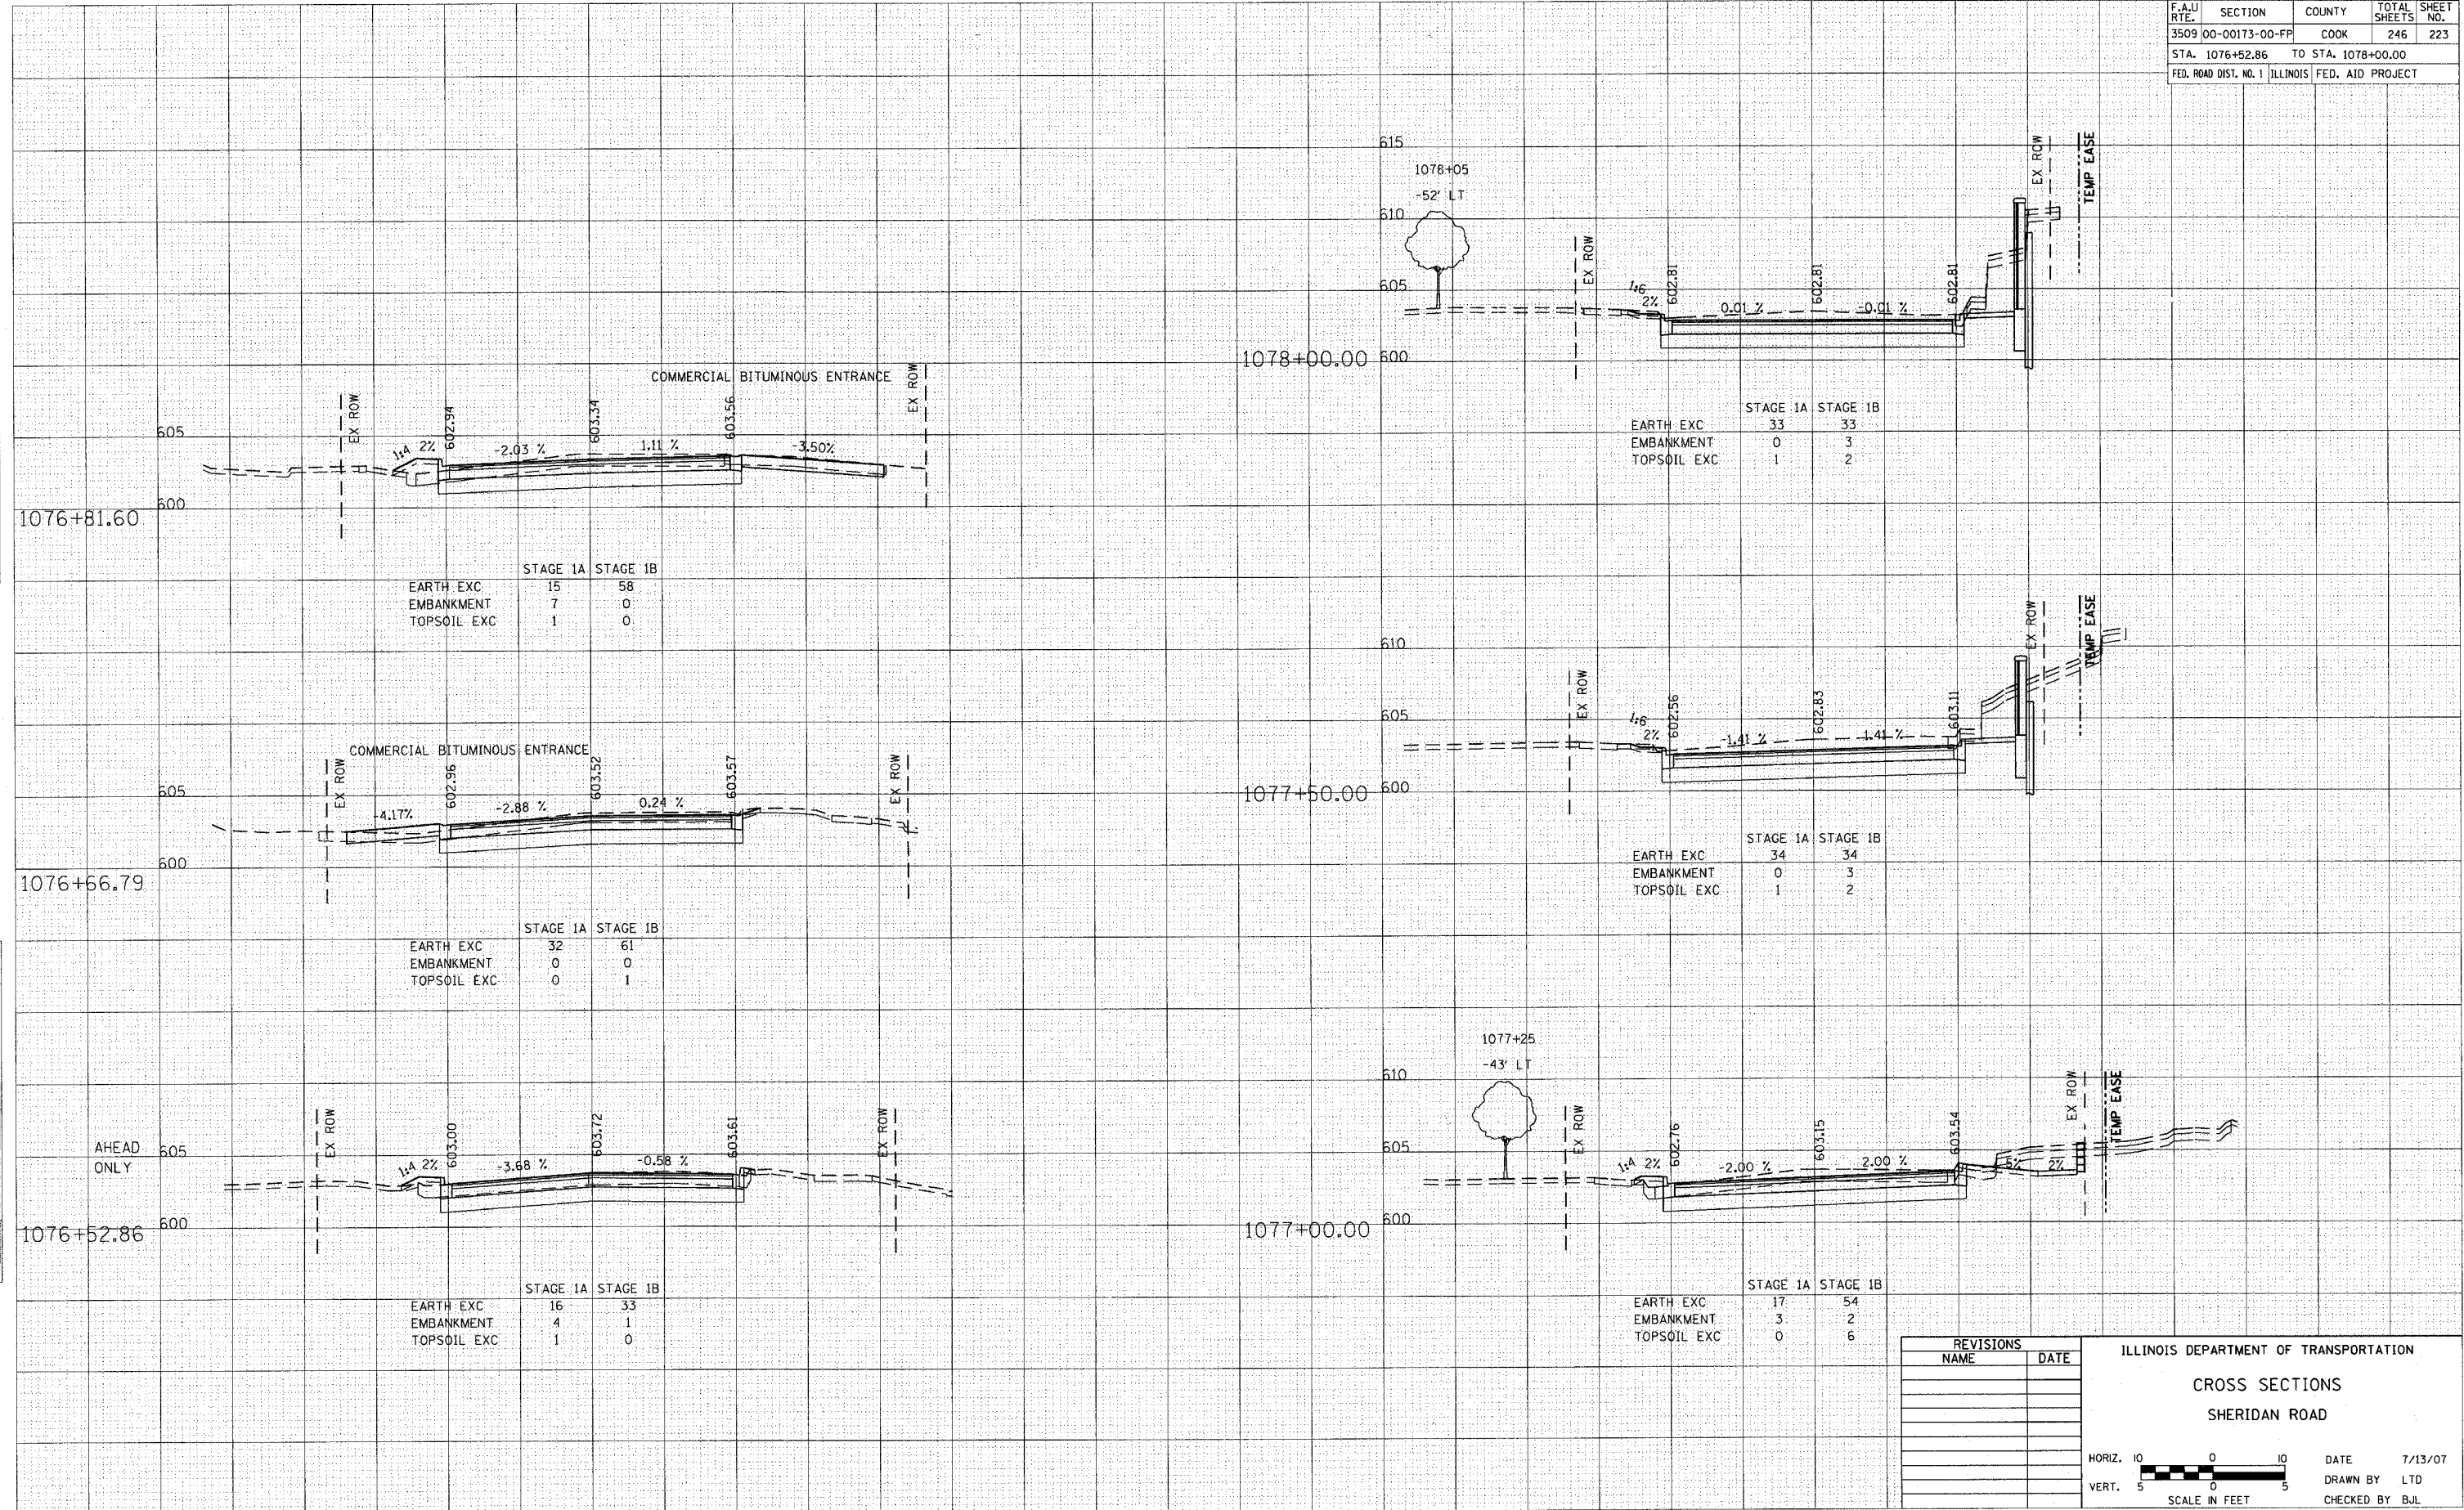 F.A.U RTE. SECTION COUNTY TOTAL SHEETS SHEET NO.
3509 00-00173-00-FP COOK 246 223
STA. 1076+52.86 TO STA. 1078+00.00
FED. ROAD DIST. NO. 1 ILLINOIS FED. AID PROJECT
COMMERCIAL BITUMINOUS ENTRANCE
EX ROW
EX ROW
602.94
603.34
603.56
605
1:4 2% -2.03 % 1.11 % -3.50%
600
1076+81.60
STAGE 1A STAGE 1B
EARTH EXC 15 58
EMBANKMENT 7 0
TOPSOIL EXC 1 0
COMMERCIAL BITUMINOUS ENTRANCE
EX ROW
EX ROW
602.96
603.52
603.57
605
-4.17% -2.88 % 0.24 %
600
1076+66.79
STAGE 1A STAGE 1B
EARTH EXC 32 61
EMBANKMENT 0 0
TOPSOIL EXC 0 1
EX ROW
EX ROW
603.00
603.72
603.61
AHEAD
ONLY
605
1:4 2% -3.68 % -0.58 %
600
1076+52.86
STAGE 1A STAGE 1B
EARTH EXC 16 33
EMBANKMENT 4 1
TOPSOIL EXC 1 0
615
1078+05
-52' LT
610
EX ROW
EX ROW
TEMP EASE
602.81
602.81
602.81
605
1:6
2% 0.01 % -0.01 %
1078+00.00 600
STAGE 1A STAGE 1B
EARTH EXC 33 33
EMBANKMENT 0 3
TOPSOIL EXC 1 2
610
EX ROW
EX ROW
TEMP EASE
602.56
602.83
603.11
605
1:6
2% -1.41 % 1.41 %
1077+50.00 600
STAGE 1A STAGE 1B
EARTH EXC 34 34
EMBANKMENT 0 3
TOPSOIL EXC 1 2
1077+25
-43' LT
610
EX ROW
EX ROW
TEMP EASE
602.76
603.15
603.54
605
1:4 2% -2.00 % 2.00 % 5% 2%
1077+00.00 600
STAGE 1A STAGE 1B
EARTH EXC 17 54
EMBANKMENT 3 2
TOPSOIL EXC 0 6
REVISIONS
NAME DATE
ILLINOIS DEPARTMENT OF TRANSPORTATION
CROSS SECTIONS
SHERIDAN ROAD
HORIZ. 10 0 10
VERT. 5 0 5
SCALE IN FEET
DATE 7/13/07
DRAWN BY LTD
CHECKED BY BJL